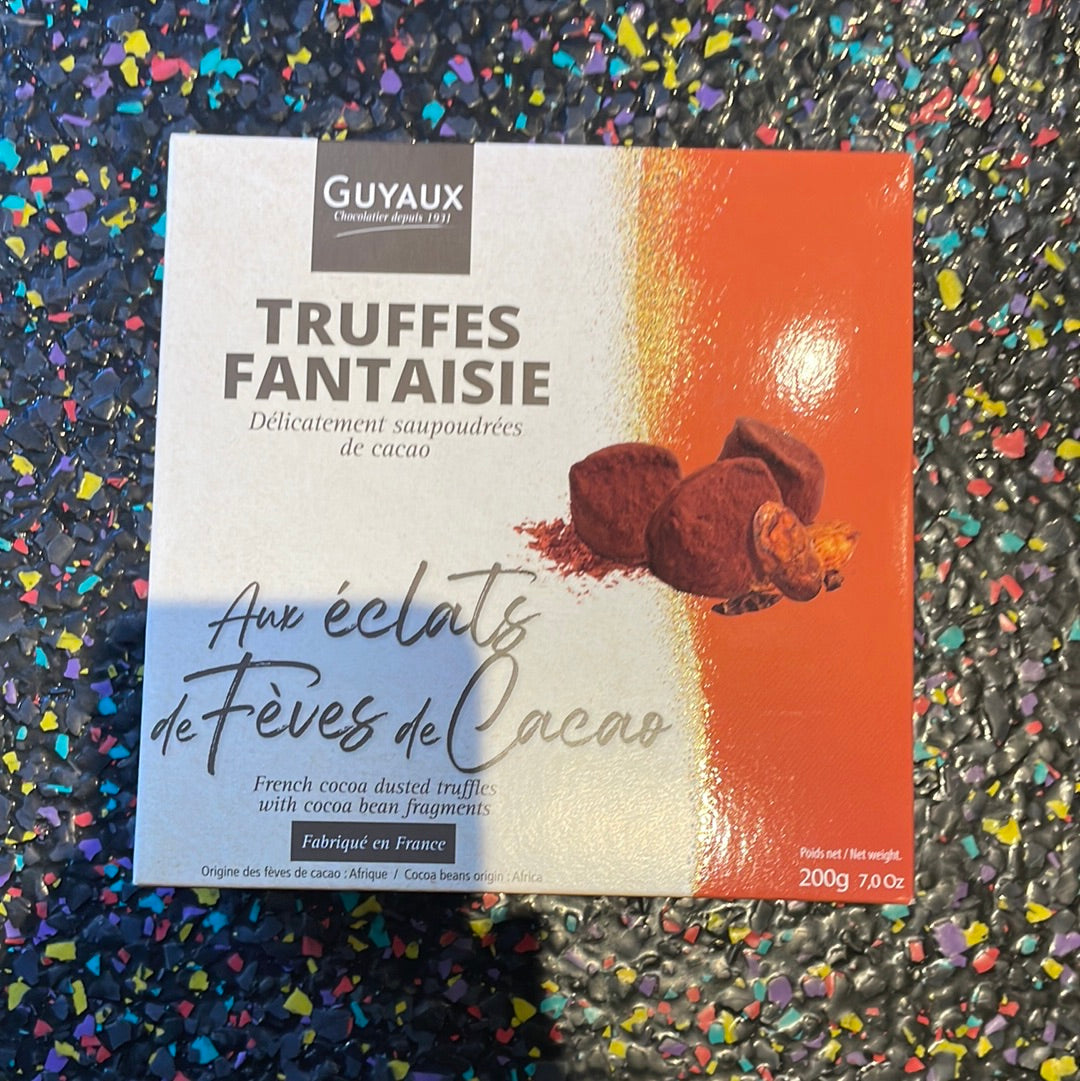 GUYAUX
Chocolatier depuis 1931
TRUFFES
FANTAISIE
Délicatement saupoudrées
de cacao
Aux éclats
de Fèves de Cacao
French cocoa dusted truffles
with cocoa bean fragments
Fabriqué en France
Origine des fèves de cacao : Afrique / Cocoa beans origin : Africa
Poids net / Net weight.
200g 7,0 Oz